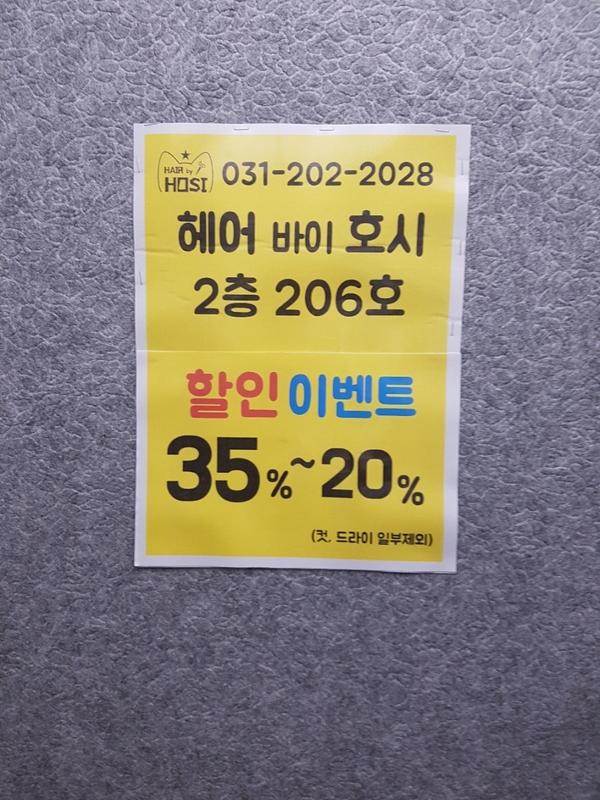 HAIR by
HOSI
031-202-2028
헤어 바이 호시
2층 206호
할인 이벤트
35%~20%
(컷, 드라이 일부제외)